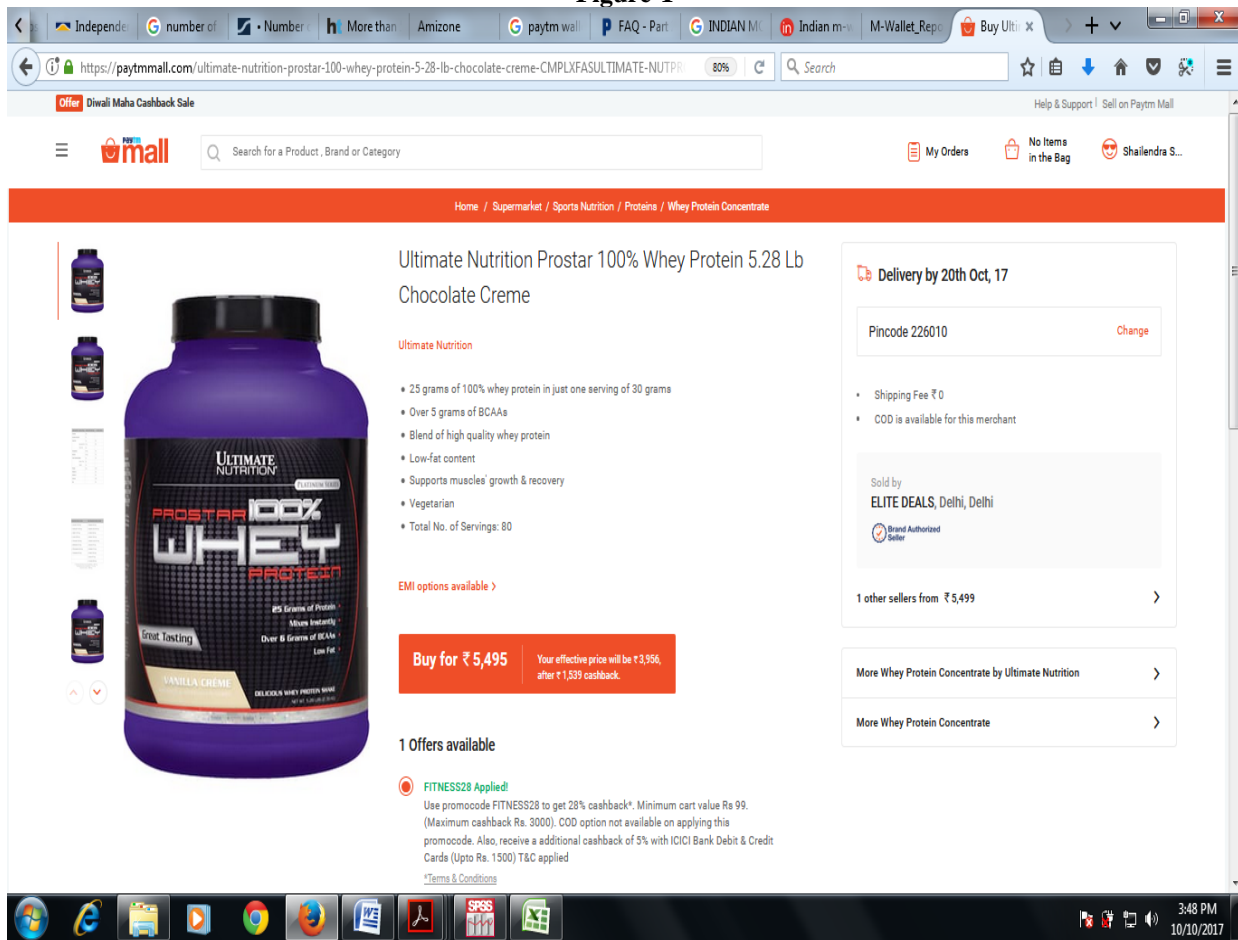 Figure 1
Independe
number of
• Number o
More than
Amizone
paytm wall
FAQ - Part
INDIAN MO
Indian m-w
M-Wallet_Repo
Buy Ultim
https://paytmmall.com/ultimate-nutrition-prostar-100-whey-protein-5-28-lb-chocolate-creme-CMPLXFASULTIMATE-NUTPR
80%
Search
Offer Diwali Maha Cashback Sale
Help & Support | Sell on Paytm Mall
paytm mall
Search for a Product , Brand or Category
My Orders
No Items
in the Bag
Shailendra S...
Home / Supermarket / Sports Nutrition / Proteins / Whey Protein Concentrate
Ultimate Nutrition Prostar 100% Whey Protein 5.28 Lb
Chocolate Creme
Ultimate Nutrition
• 25 grams of 100% whey protein in just one serving of 30 grams
• Over 5 grams of BCAAs
• Blend of high quality whey protein
• Low-fat content
• Supports muscles' growth & recovery
• Vegetarian
• Total No. of Servings: 80
EMI options available >
Buy for ₹ 5,495
Your effective price will be ₹ 3,956,
after ₹ 1,539 cashback.
1 Offers available
FITNESS28 Applied!
Use promocode FITNESS28 to get 28% cashback*. Minimum cart value Rs 99.
(Maximum cashback Rs. 3000). COD option not available on applying this
promocode. Also, receive a additional cashback of 5% with ICICI Bank Debit & Credit
Cards (Upto Rs. 1500) T&C applied
*Terms & Conditions
Delivery by 20th Oct, 17
Pincode 226010
Change
• Shipping Fee ₹ 0
• COD is available for this merchant
Sold by
ELITE DEALS, Delhi, Delhi
Brand Authorized
Seller
1 other sellers from ₹ 5,499
More Whey Protein Concentrate by Ultimate Nutrition
More Whey Protein Concentrate
ULTIMATE
NUTRITION
PLATINUM SERIES
PROSTAR 100%
WHEY
PROTEIN
25 Grams of Protein
Mixes Instantly
Over 6 Grams of BCAAs
Low Fat
Great Tasting
VANILLA CRÈME
DELICIOUS WHEY PROTEIN SHAKE
SPSS
3:48 PM
10/10/2017